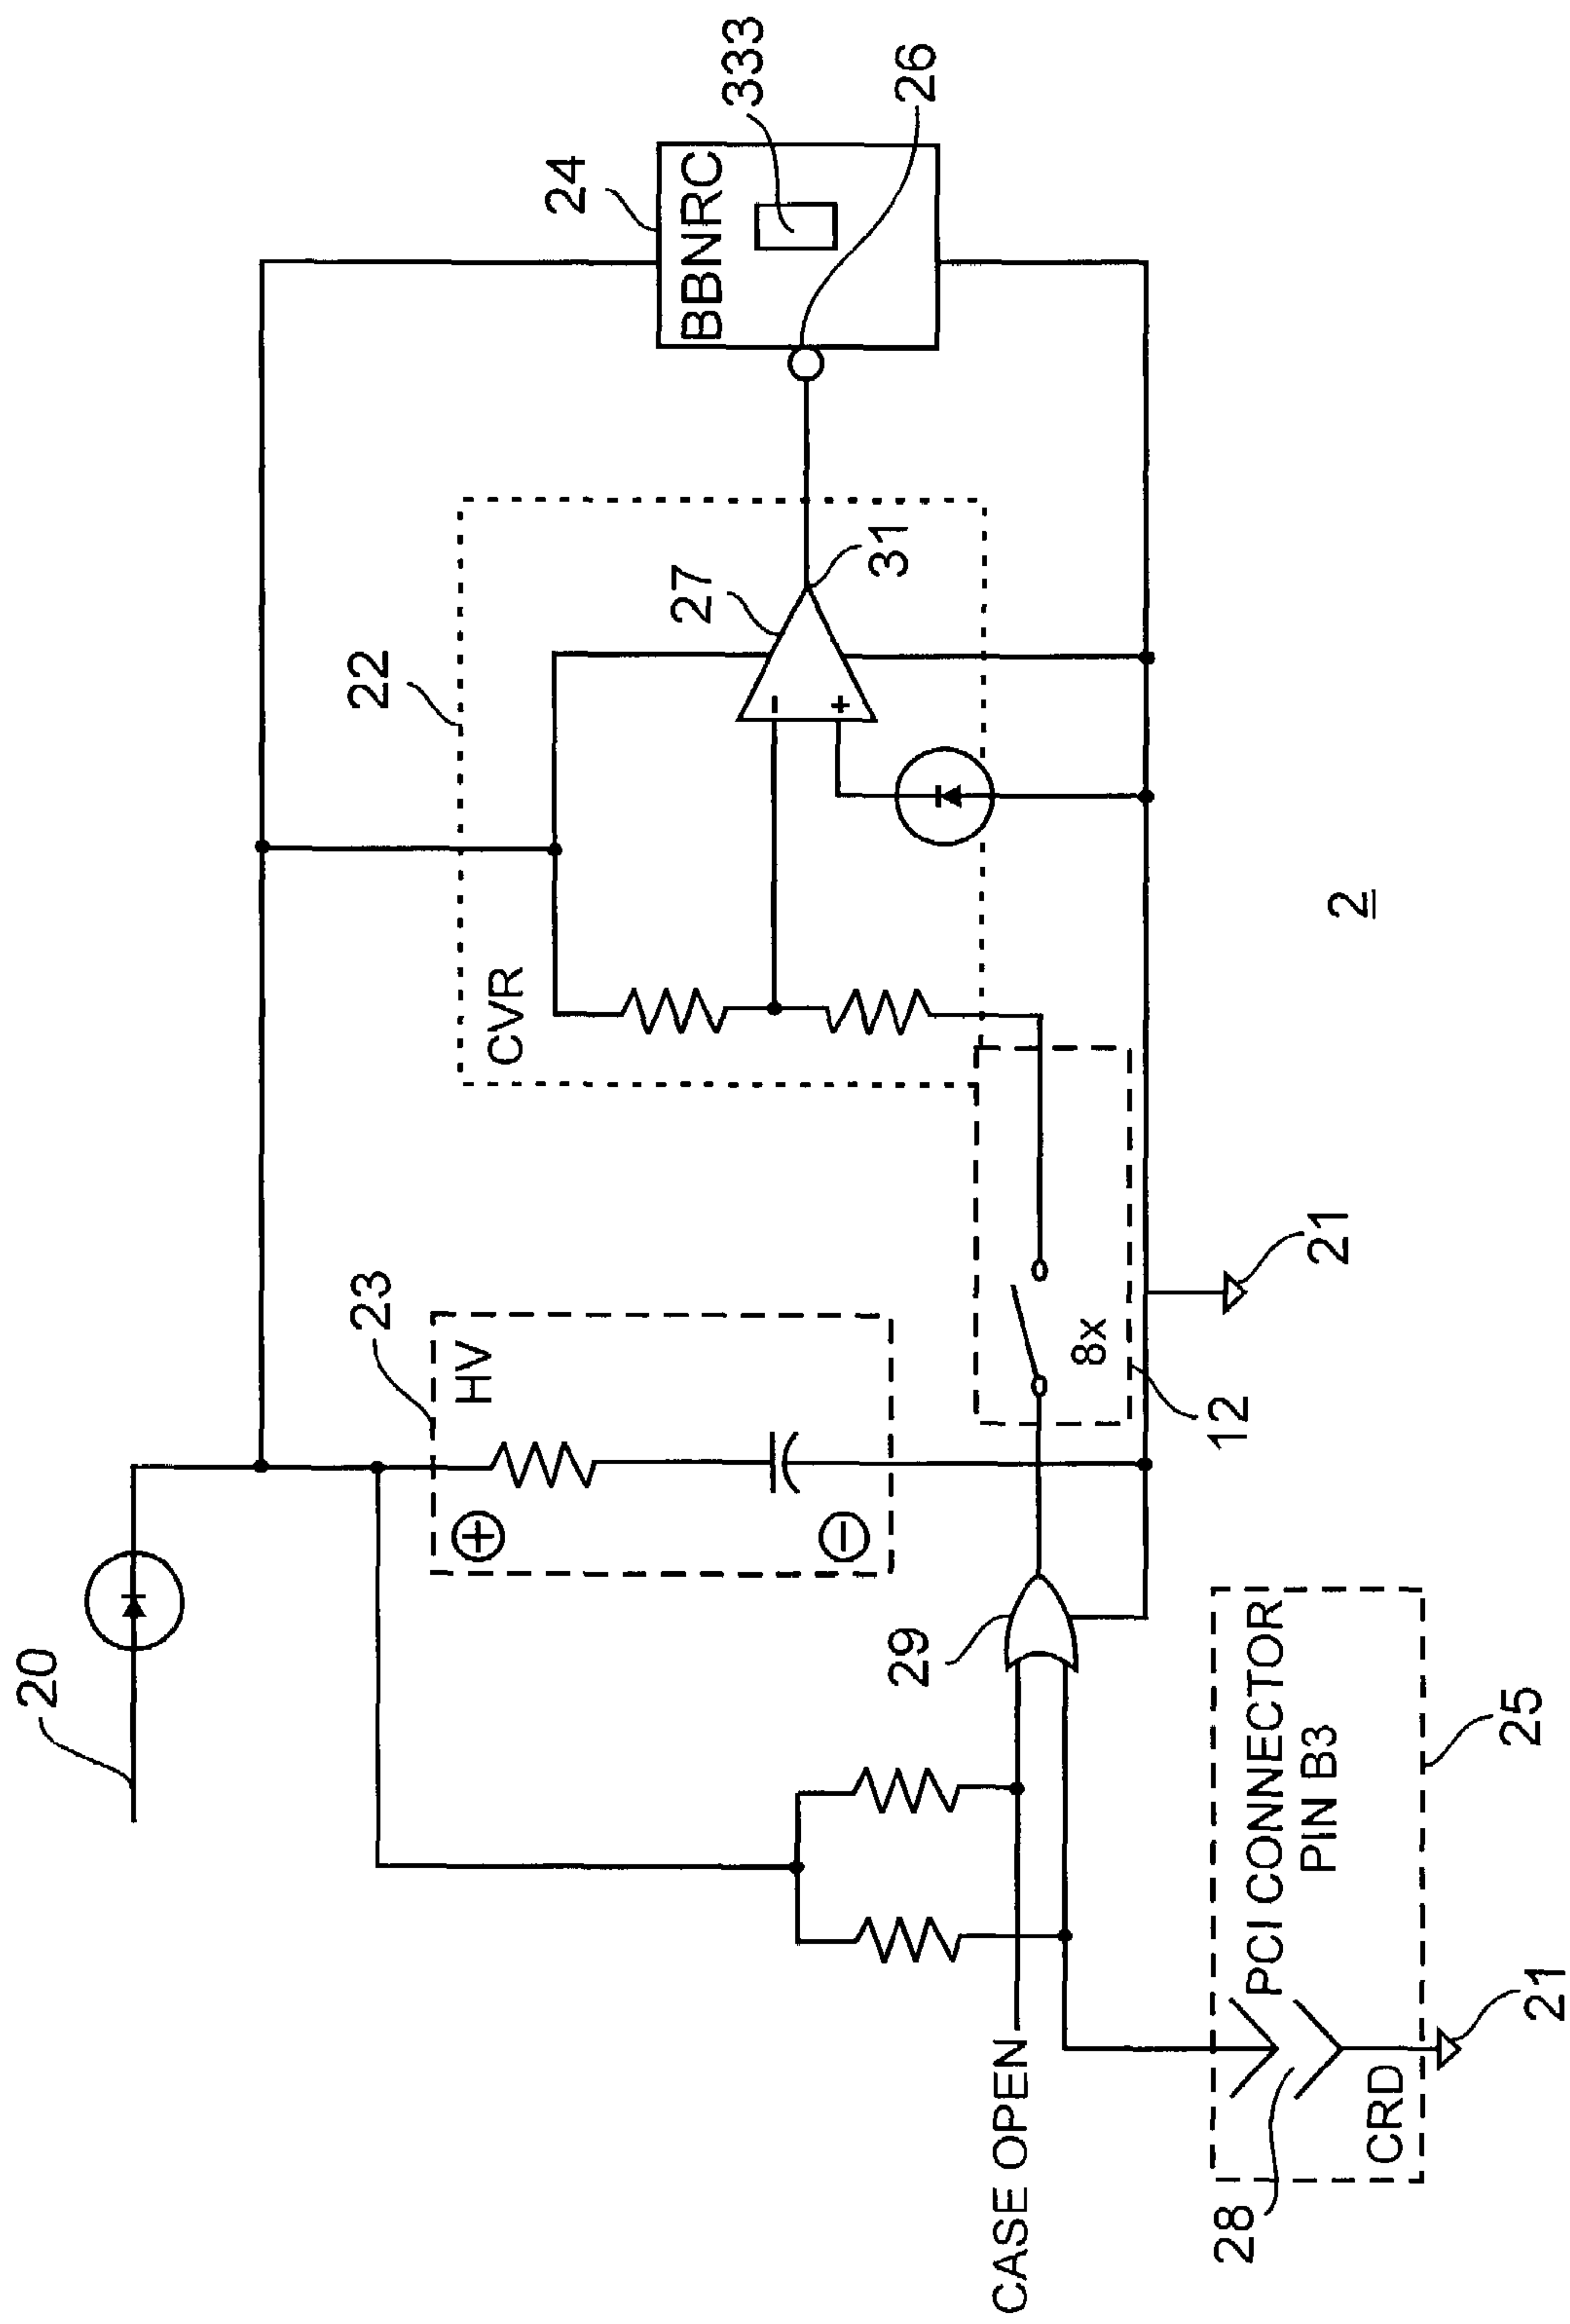 20
23
HV
+
−
22
CVR
27
−
+
31
24
BBNRC
333
26
29
8x
12
21
2
CASE OPEN
PCI CONNECTOR
PIN B3
28
CRD
25
21